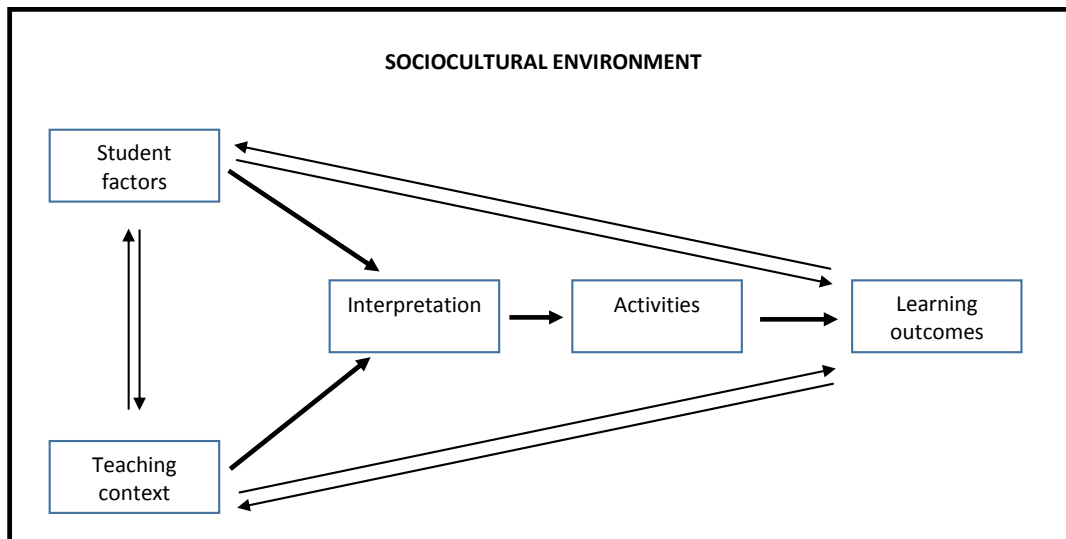 SOCIOCULTURAL ENVIRONMENT
Student
factors
Interpretation
Activities
Learning
outcomes
Teaching
context